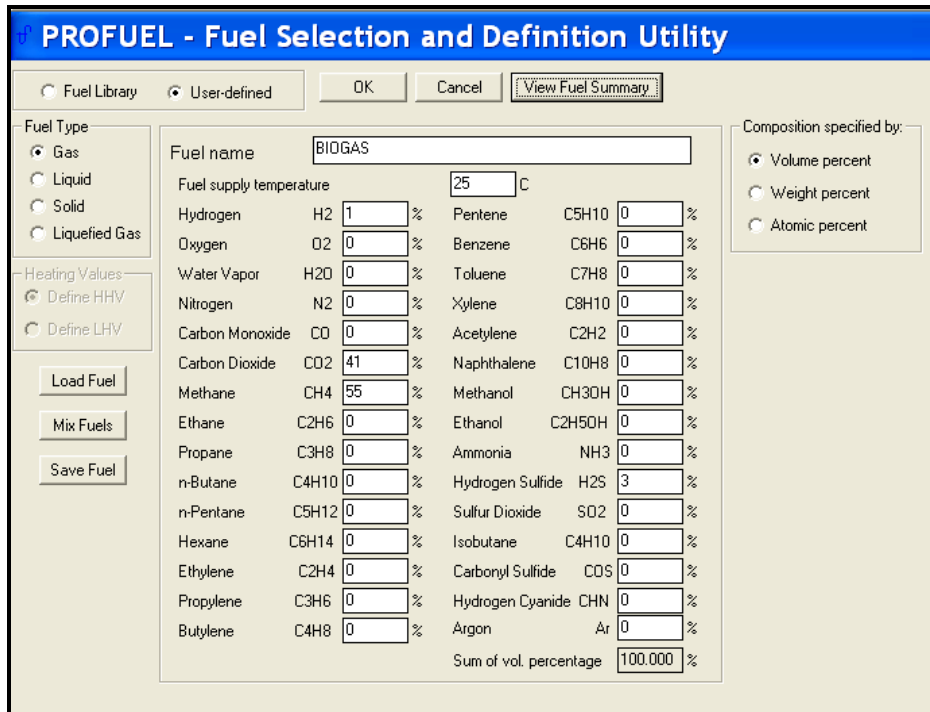 PROFUEL - Fuel Selection and Definition Utility
Fuel Library User-defined OK Cancel View Fuel Summary
Fuel Type
Gas
Liquid
Solid
Liquefied Gas
Heating Values
Define HHV
Define LHV
Load Fuel
Mix Fuels
Save Fuel
Fuel name BIOGAS
Fuel supply temperature 25 C
Hydrogen H2 1 % Pentene C5H10 0 %
Oxygen O2 0 % Benzene C6H6 0 %
Water Vapor H2O 0 % Toluene C7H8 0 %
Nitrogen N2 0 % Xylene C8H10 0 %
Carbon Monoxide CO 0 % Acetylene C2H2 0 %
Carbon Dioxide CO2 41 % Naphthalene C10H8 0 %
Methane CH4 55 % Methanol CH3OH 0 %
Ethane C2H6 0 % Ethanol C2H5OH 0 %
Propane C3H8 0 % Ammonia NH3 0 %
n-Butane C4H10 0 % Hydrogen Sulfide H2S 3 %
n-Pentane C5H12 0 % Sulfur Dioxide SO2 0 %
Hexane C6H14 0 % Isobutane C4H10 0 %
Ethylene C2H4 0 % Carbonyl Sulfide COS 0 %
Propylene C3H6 0 % Hydrogen Cyanide CHN 0 %
Butylene C4H8 0 % Argon Ar 0 %
Sum of vol. percentage 100.000 %
Composition specified by:
Volume percent
Weight percent
Atomic percent